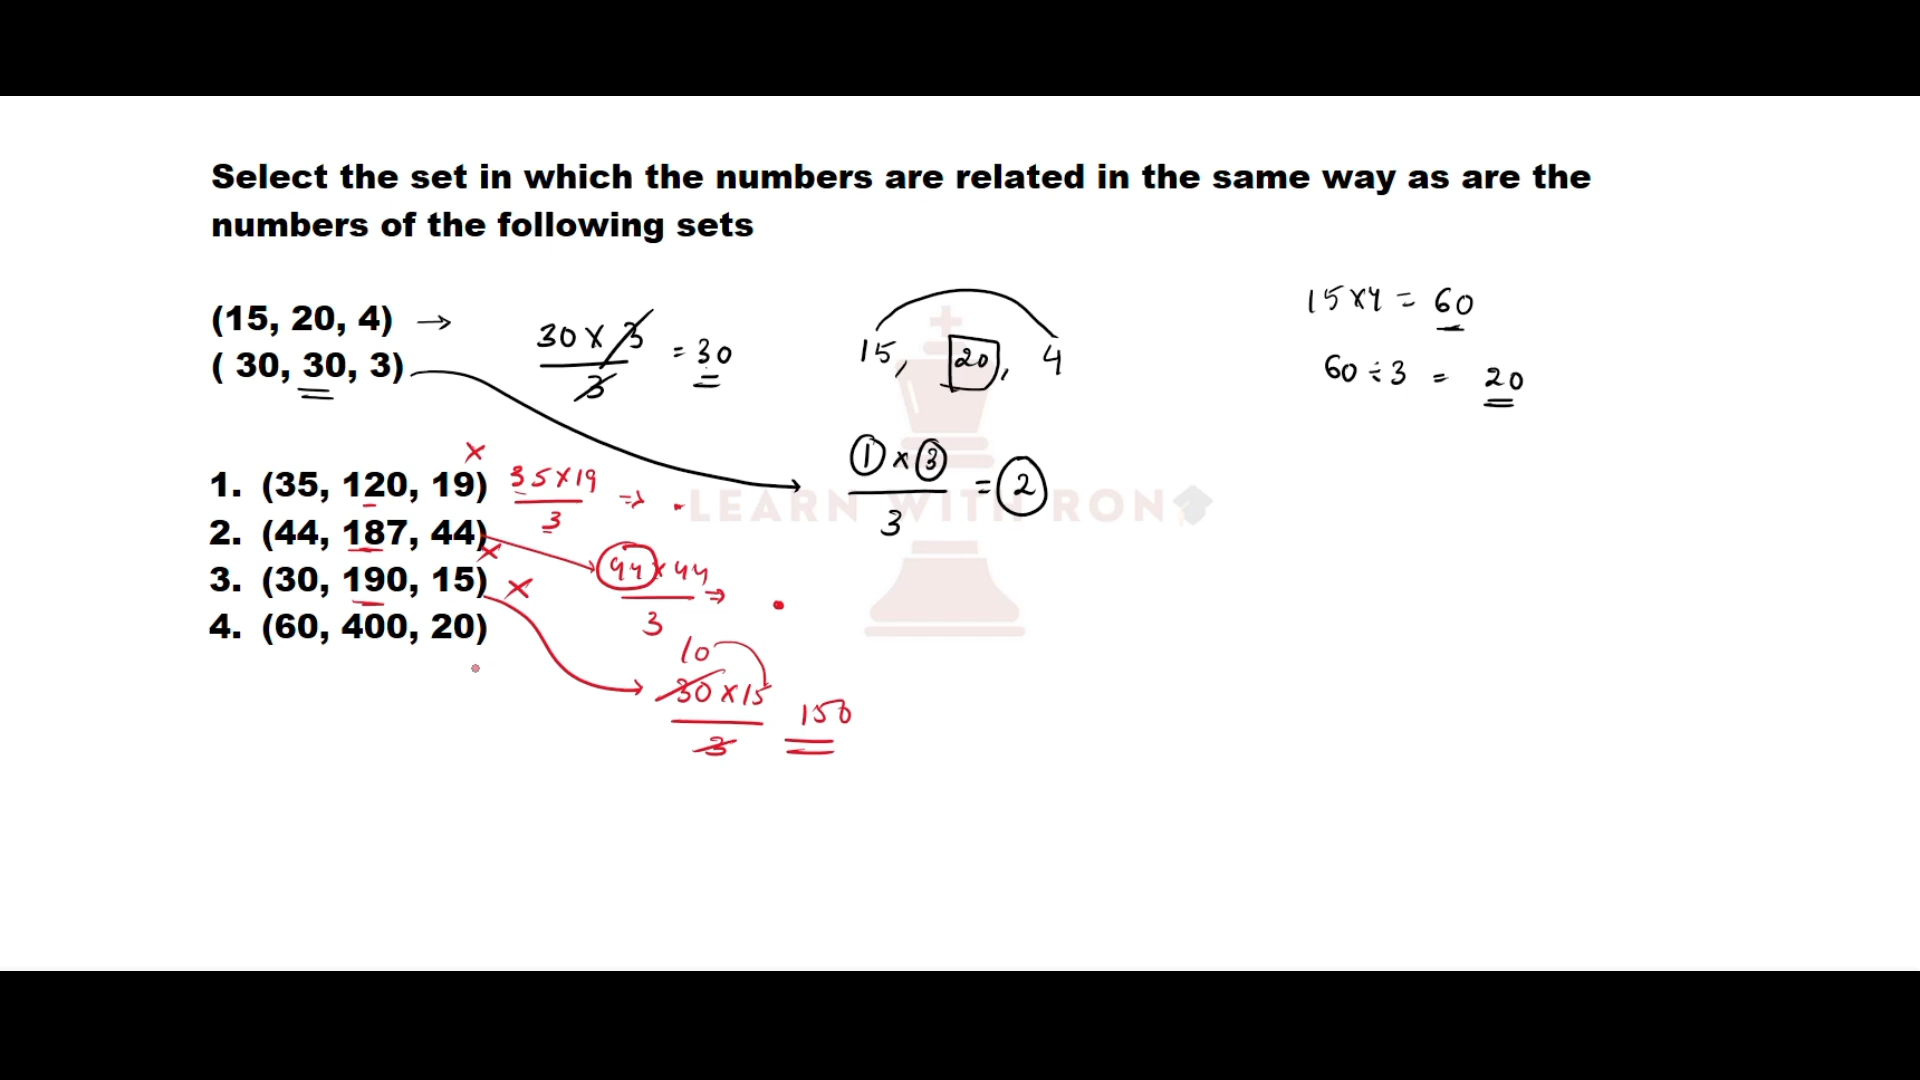 Select the set in which the numbers are related in the same way as are the
numbers of the following sets
(15, 20, 4) →
( 30, 30, 3)
30 x 3
3
= 30
15, 20, 4
15 x 4 = 60
60 ÷ 3 = 20
1 x 3
3
= 2
1. (35, 120, 19) x
35 x 19
3
⇒
2. (44, 187, 44) x
44 x 44
3
⇒
3. (30, 190, 15) x
10
30 x 15
3
150
4. (60, 400, 20)
LEARN WITH RON